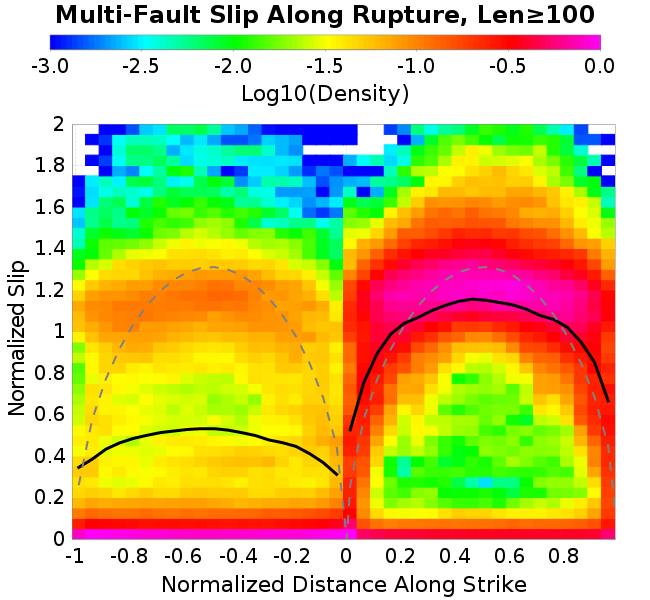 Multi-Fault Slip Along Rupture, Len≥100
-3.0 -2.5 -2.0 -1.5 -1.0 -0.5 0.0
Log10(Density)
2
1.8
1.6
1.4
1.2
1
0.8
0.6
0.4
0.2
0
Normalized Slip
-1 -0.8 -0.6 -0.4 -0.2 0 0.2 0.4 0.6 0.8
Normalized Distance Along Strike